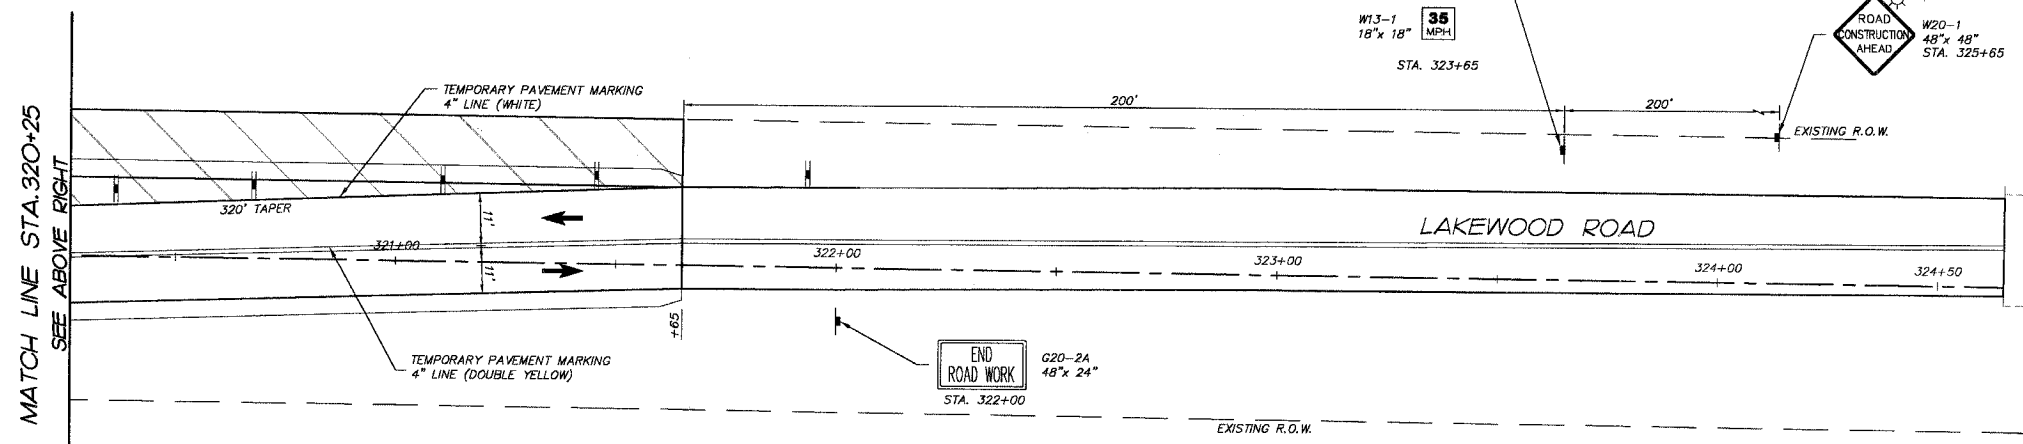 MATCH LINE STA.320+25
SEE ABOVE RIGHT
TEMPORARY PAVEMENT MARKING
4" LINE (WHITE)
320' TAPER
321+00
11'
11'
TEMPORARY PAVEMENT MARKING
4" LINE (DOUBLE YELLOW)
+65
200'
200'
W13-1
18"x 18"
35
MPH
STA. 323+65
ROAD
CONSTRUCTION
AHEAD
W20-1
48"x 48"
STA. 325+65
EXISTING R.O.W.
LAKEWOOD ROAD
322+00
323+00
324+00
324+50
END
ROAD WORK
G20-2A
48"x 24"
STA. 322+00
EXISTING R.O.W.